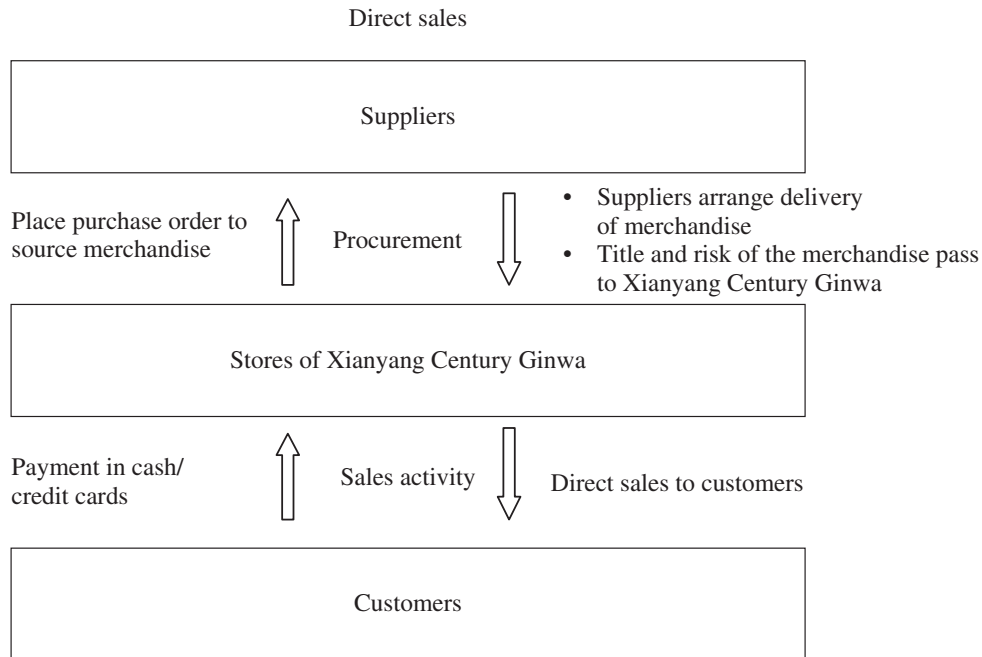 Direct sales
Suppliers
Place purchase order to
source merchandise
Procurement
• Suppliers arrange delivery
of merchandise
• Title and risk of the merchandise pass
to Xianyang Century Ginwa
Stores of Xianyang Century Ginwa
Payment in cash/
credit cards
Sales activity
Direct sales to customers
Customers